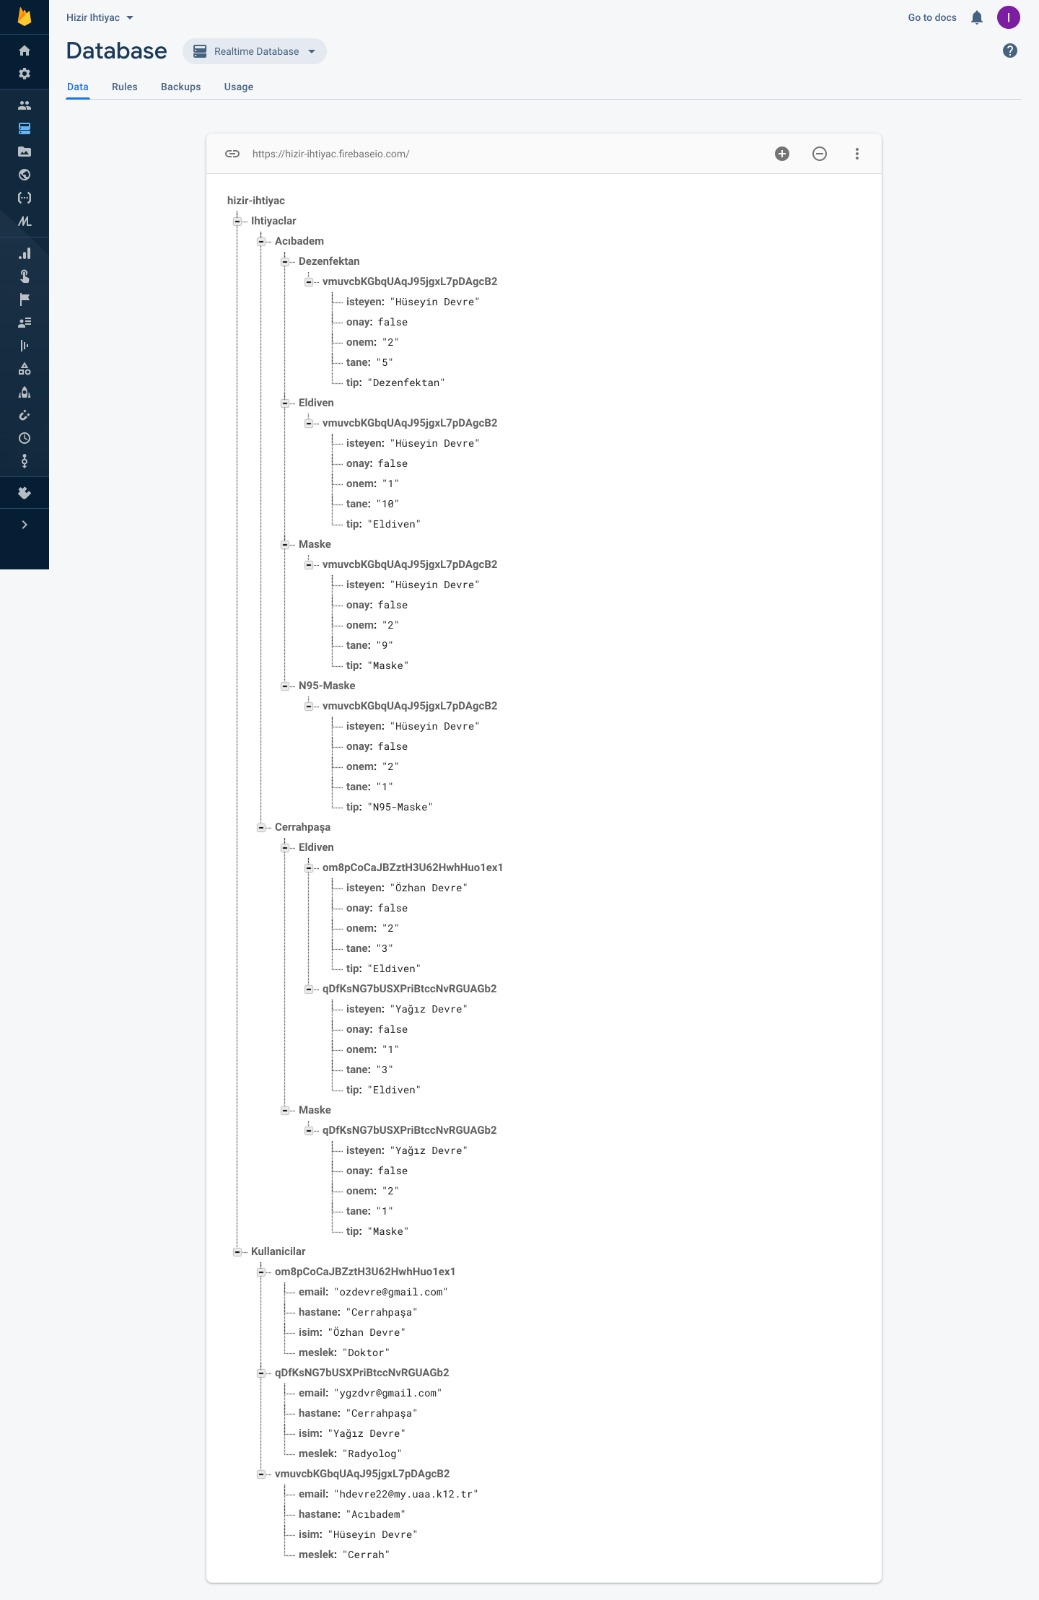 Hizir Ihtiyac
Go to docs
I
Database
Realtime Database
Data
Rules
Backups
Usage
https://hizir-ihtiyac.firebaseio.com/
hizir-ihtiyac
Ihtiyaclar
Acıbadem
Dezenfektan
vmuvcbKGbqUAqJ95jgxL7pDAgcB2
isteyen: "Hüseyin Devre"
onay: false
onem: "2"
tane: "5"
tip: "Dezenfektan"
Eldiven
vmuvcbKGbqUAqJ95jgxL7pDAgcB2
isteyen: "Hüseyin Devre"
onay: false
onem: "1"
tane: "10"
tip: "Eldiven"
Maske
vmuvcbKGbqUAqJ95jgxL7pDAgcB2
isteyen: "Hüseyin Devre"
onay: false
onem: "2"
tane: "9"
tip: "Maske"
N95-Maske
vmuvcbKGbqUAqJ95jgxL7pDAgcB2
isteyen: "Hüseyin Devre"
onay: false
onem: "2"
tane: "1"
tip: "N95-Maske"
Cerrahpaşa
Eldiven
om8pCoCaJBZztH3U62HwhHuo1ex1
isteyen: "Özhan Devre"
onay: false
onem: "2"
tane: "3"
tip: "Eldiven"
qDfKsNG7bUSXPriBtccNvRGUAGb2
isteyen: "Yağız Devre"
onay: false
onem: "1"
tane: "3"
tip: "Eldiven"
Maske
qDfKsNG7bUSXPriBtccNvRGUAGb2
isteyen: "Yağız Devre"
onay: false
onem: "2"
tane: "1"
tip: "Maske"
Kullanicilar
om8pCoCaJBZztH3U62HwhHuo1ex1
email: "ozdevre@gmail.com"
hastane: "Cerrahpaşa"
isim: "Özhan Devre"
meslek: "Doktor"
qDfKsNG7bUSXPriBtccNvRGUAGb2
email: "ygzdvr@gmail.com"
hastane: "Cerrahpaşa"
isim: "Yağız Devre"
meslek: "Radyolog"
vmuvcbKGbqUAqJ95jgxL7pDAgcB2
email: "hdevre22@my.uaa.k12.tr"
hastane: "Acıbadem"
isim: "Hüseyin Devre"
meslek: "Cerrah"